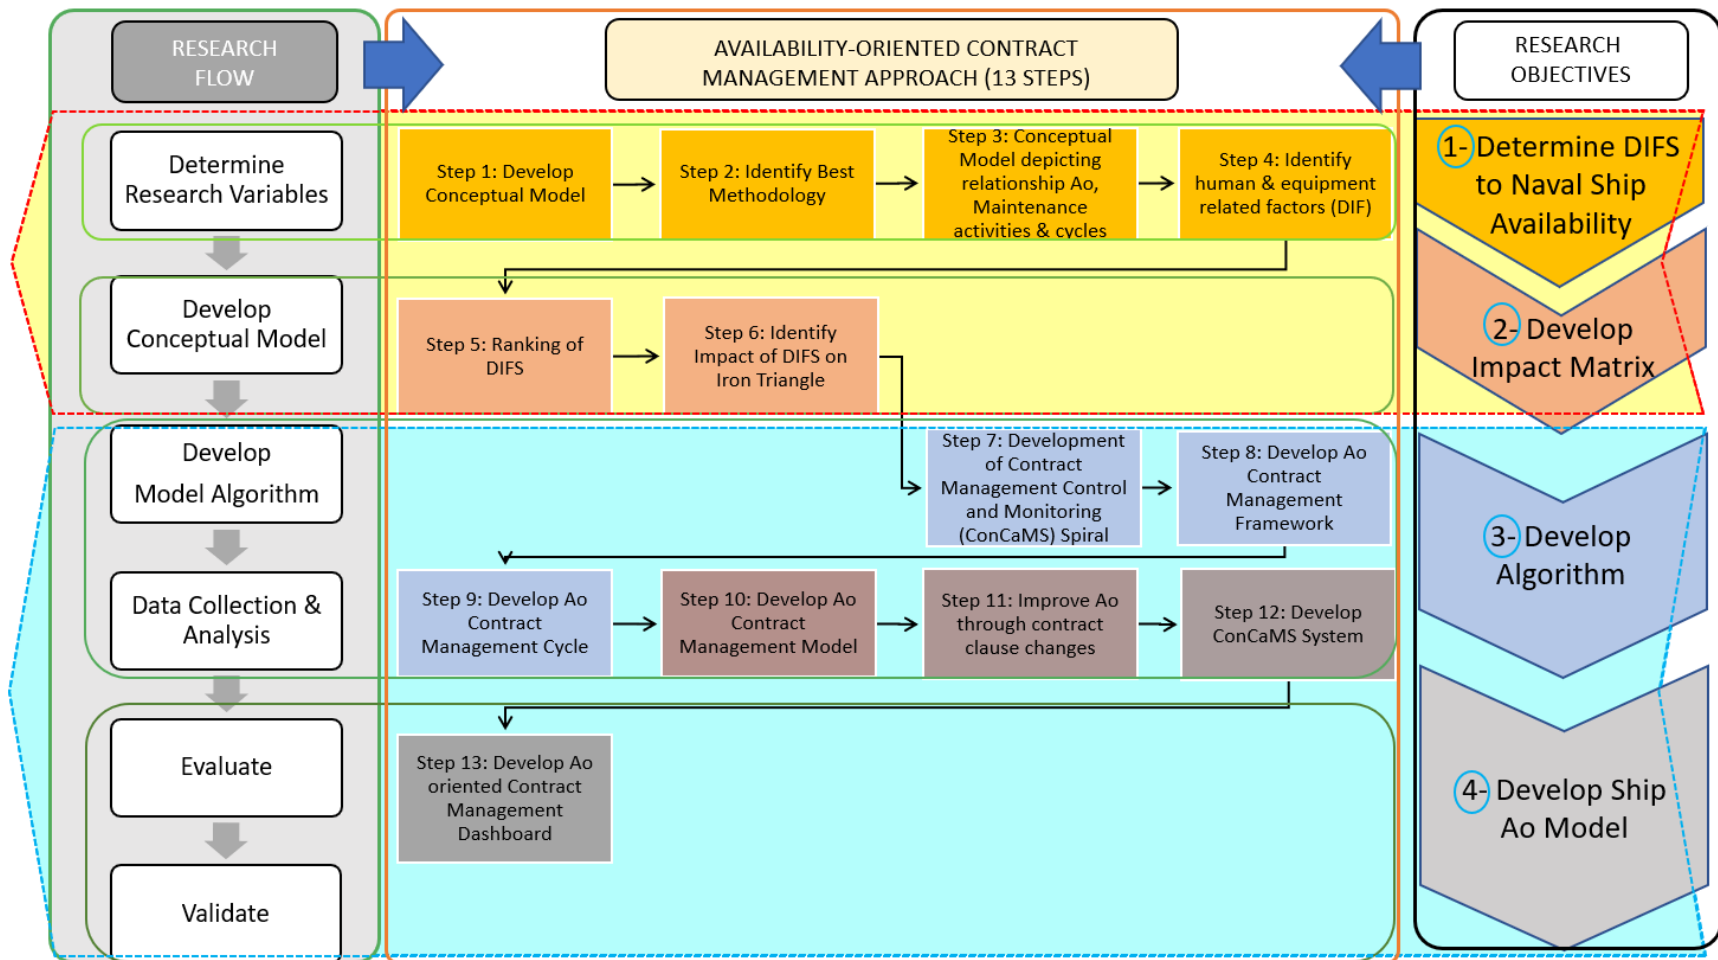 RESEARCH
FLOW
AVAILABILITY-ORIENTED CONTRACT
MANAGEMENT APPROACH (13 STEPS)
RESEARCH
OBJECTIVES
Determine
Research Variables
Step 1: Develop
Conceptual Model
Step 2: Identify Best
Methodology
Step 3: Conceptual
Model depicting
relationship Ao,
Maintenance
activities & cycles
Step 4: Identify
human & equipment
related factors (DIF)
1- Determine DIFS
to Naval Ship
Availability
Develop
Conceptual Model
Step 5: Ranking of
DIFS
Step 6: Identify
Impact of DIFS on
Iron Triangle
2- Develop
Impact Matrix
Develop
Model Algorithm
Step 7: Development
of Contract
Management Control
and Monitoring
(ConCaMS) Spiral
Step 8: Develop Ao
Contract
Management
Framework
3- Develop
Algorithm
Data Collection &
Analysis
Step 9: Develop Ao
Contract
Management Cycle
Step 10: Develop Ao
Contract
Management Model
Step 11: Improve Ao
through contract
clause changes
Step 12: Develop
ConCaMS System
Evaluate
Step 13: Develop Ao
oriented Contract
Management
Dashboard
4- Develop Ship
Ao Model
Validate